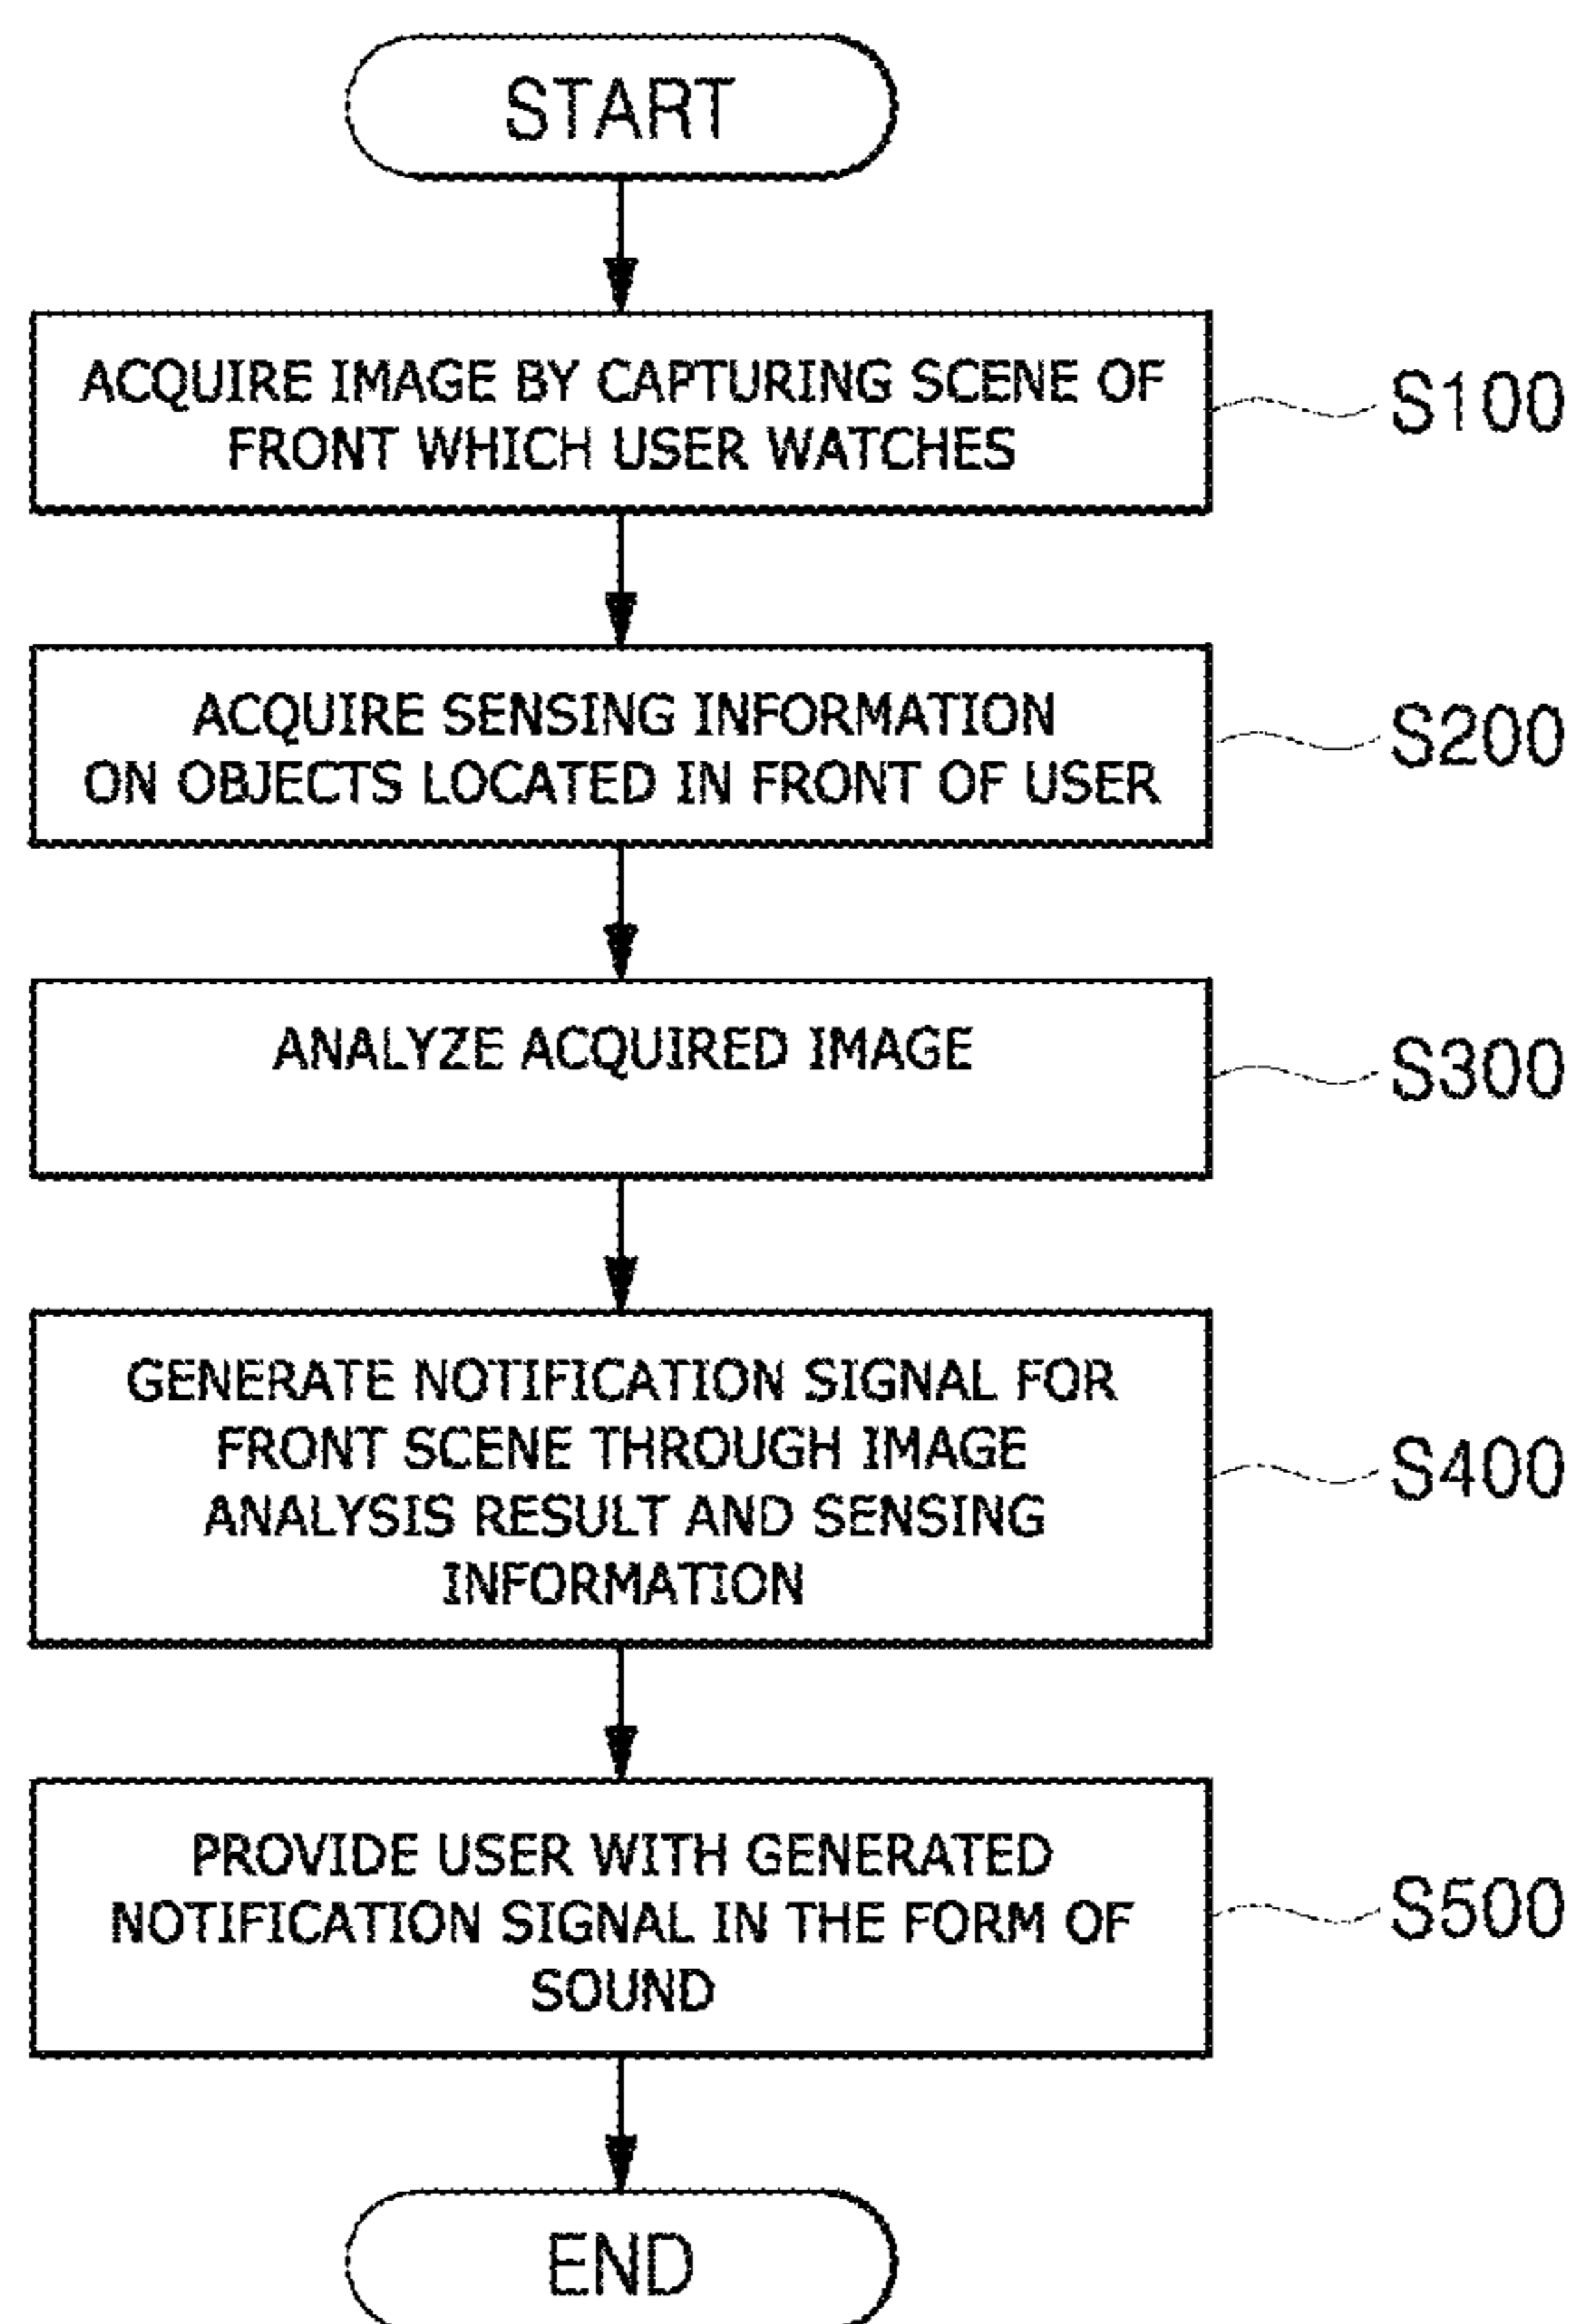 START
ACQUIRE IMAGE BY CAPTURING SCENE OF
FRONT WHICH USER WATCHES
S100
ACQUIRE SENSING INFORMATION
ON OBJECTS LOCATED IN FRONT OF USER
S200
ANALYZE ACQUIRED IMAGE
S300
GENERATE NOTIFICATION SIGNAL FOR
FRONT SCENE THROUGH IMAGE
ANALYSIS RESULT AND SENSING
INFORMATION
S400
PROVIDE USER WITH GENERATED
NOTIFICATION SIGNAL IN THE FORM OF
SOUND
S500
END